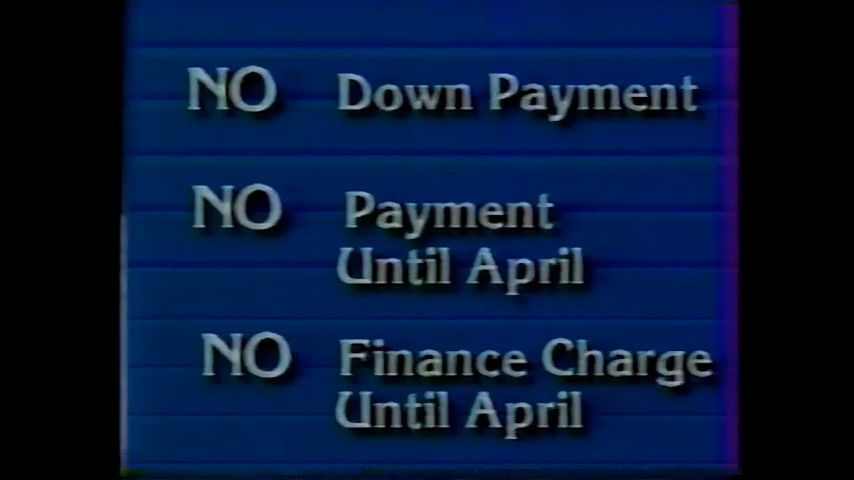 NO Down Payment
NO Payment
Until April
NO Finance Charge
Until April